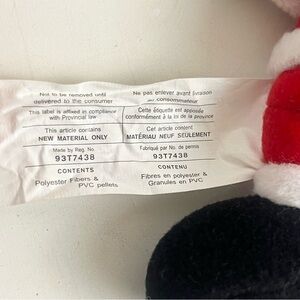 Not to be removed until
delivered to the consumer
Ne pas enlever avant livraison
au consommateur
This label is affixed in compliance
with Provincial law
Cette étiquette est apposée
conformément à la loi de la province
This article contains
NEW MATERIAL ONLY
Cet article contient
MATÉRIAU NEUF SEULEMENT
Made by Reg. No.
93T7438
Fabriqué par No. de permis
93T7438
CONTENTS
Polyester Fibers &
PVC pellets
CONTENU
Fibres en polyester &
Granules en PVC